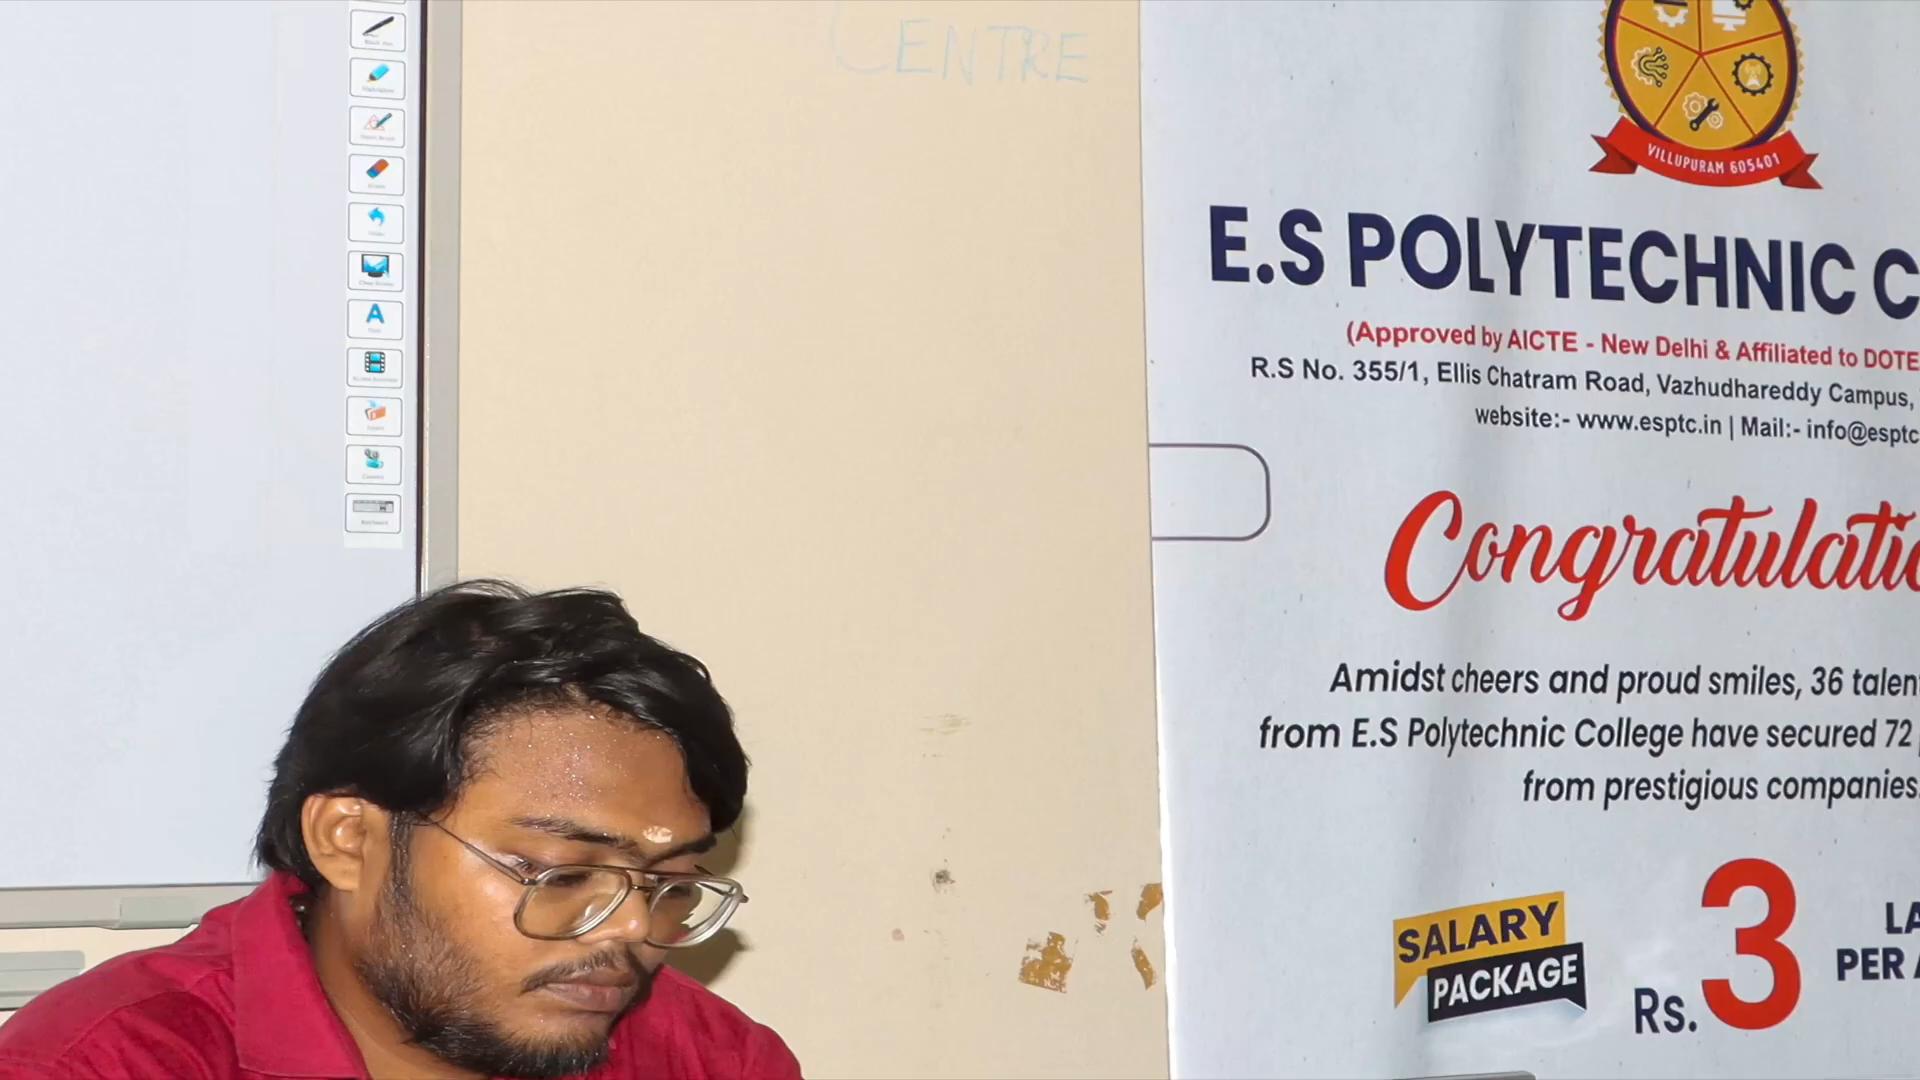 CENTRE
VILLUPURAM 605401
E.S POLYTECHNIC C
(Approved by AICTE - New Delhi & Affiliated to DOTE
R.S No. 355/1, Ellis Chatram Road, Vazhudhareddy Campus,
website:- www.esptc.in | Mail:- info@esptc
Congratulatio
Amidst cheers and proud smiles, 36 talen
from E.S Polytechnic College have secured 72
from prestigious companies.
SALARY
PACKAGE
Rs. 3
LA
PER A